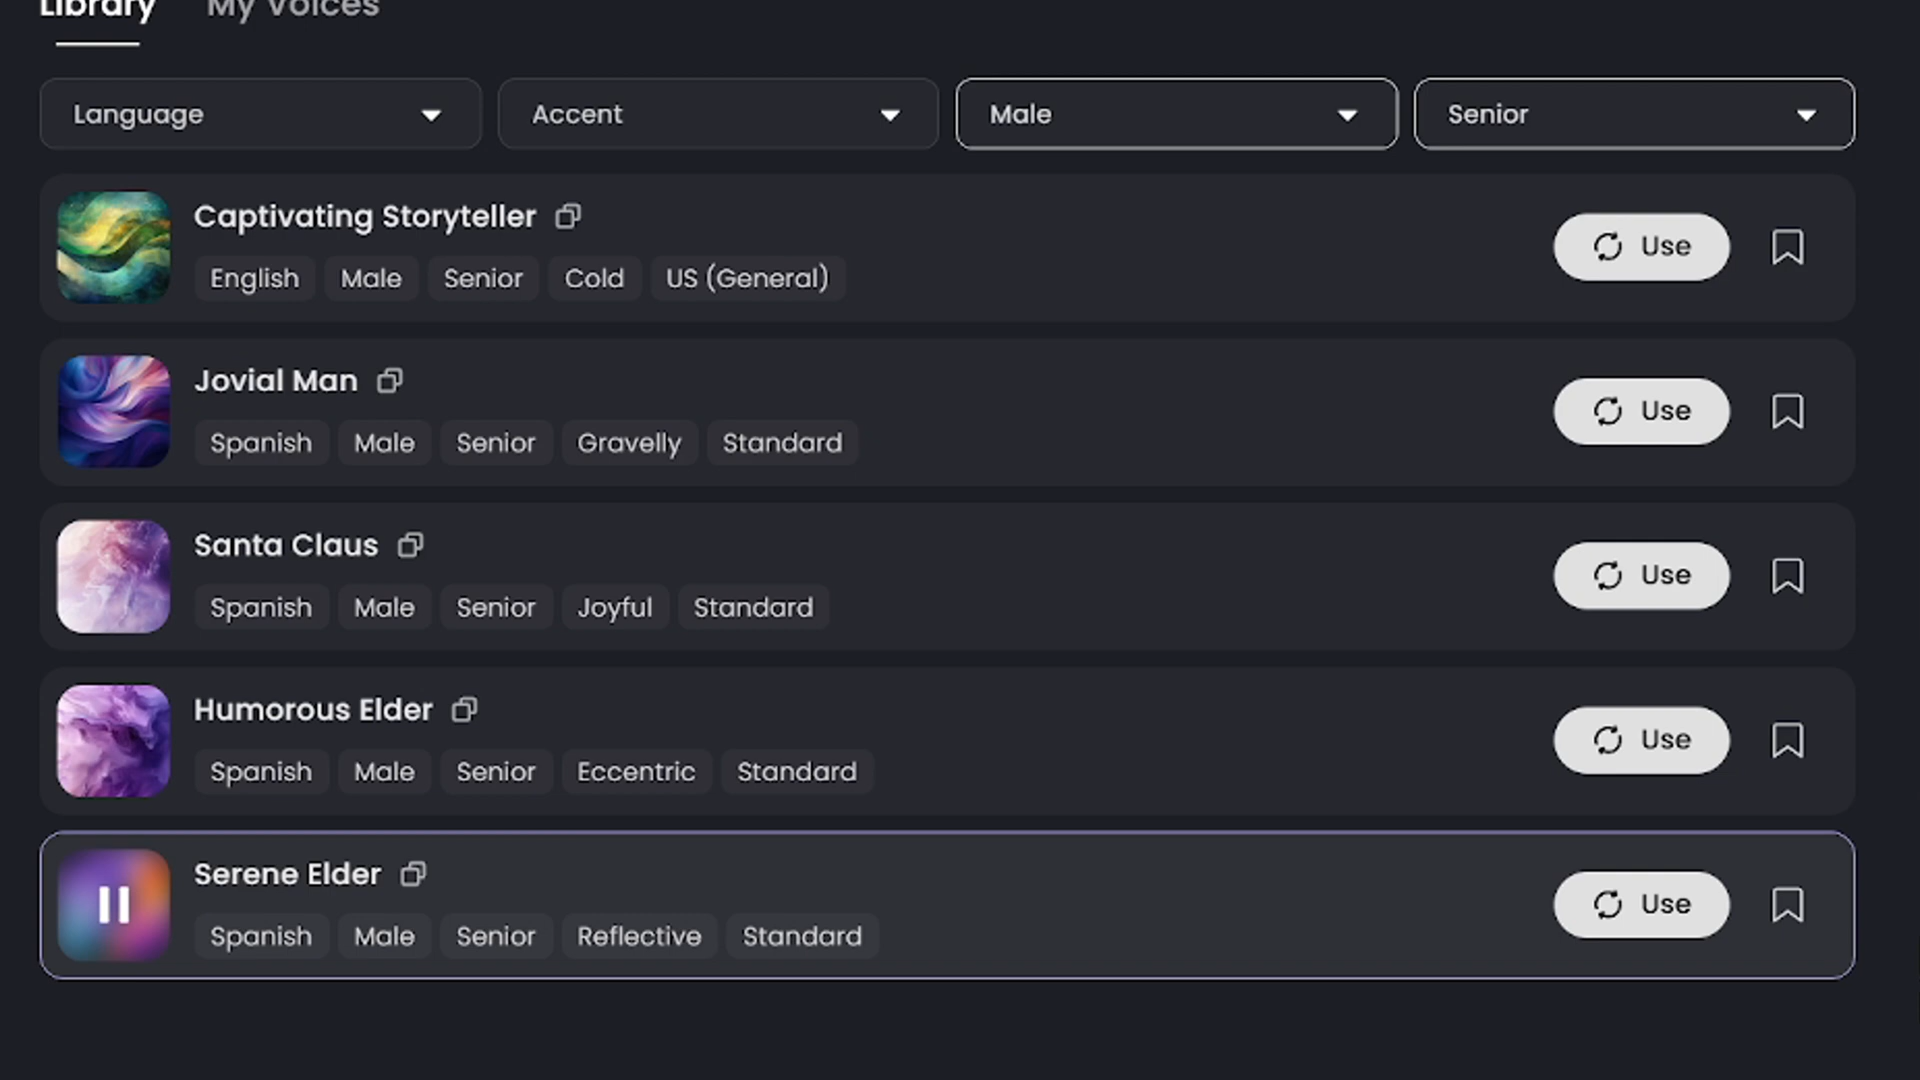 Library My Voices
Language Accent Male Senior
Captivating Storyteller
English Male Senior Cold US (General)
Use
Jovial Man
Spanish Male Senior Gravelly Standard
Use
Santa Claus
Spanish Male Senior Joyful Standard
Use
Humorous Elder
Spanish Male Senior Eccentric Standard
Use
Serene Elder
Spanish Male Senior Reflective Standard
Use